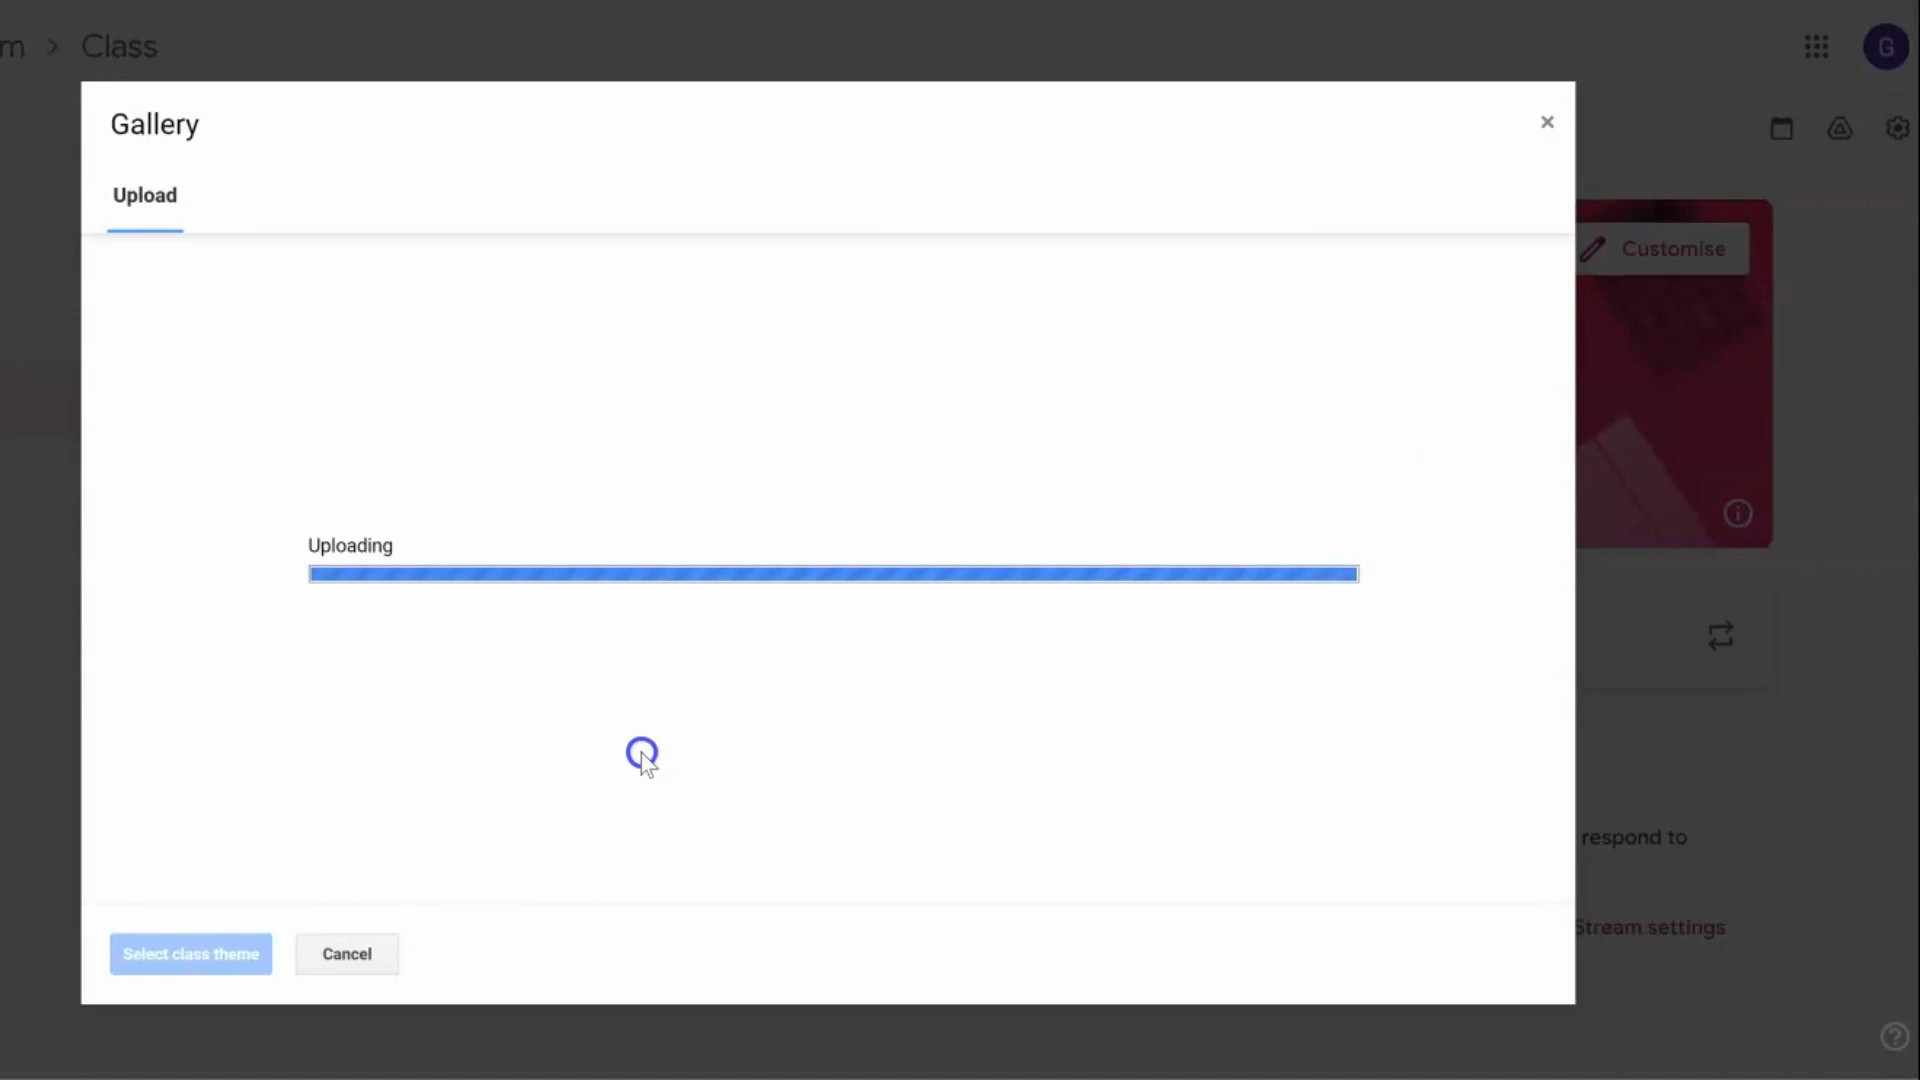 m > Class
G
Gallery
×
Upload
Customise
Uploading
respond to
Stream settings
Select class theme
Cancel